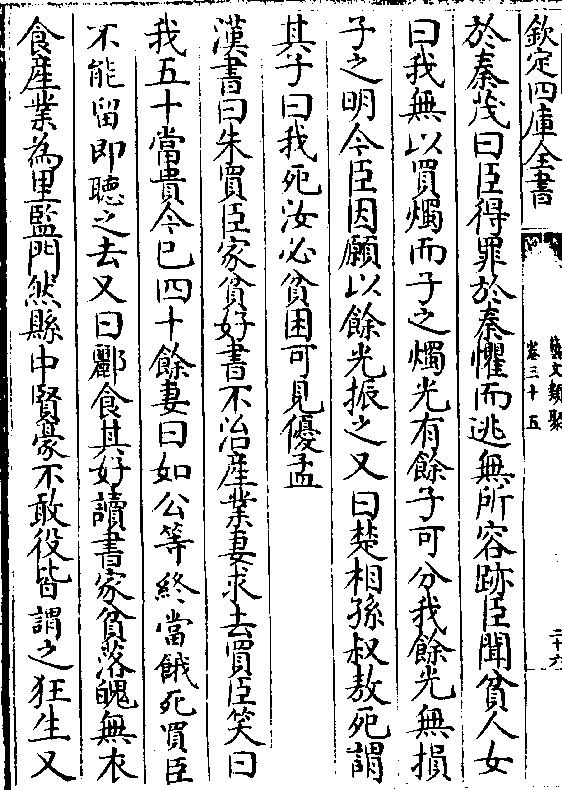 欽定四庫全書
藝文類聚
卷三十五
二十六
於秦茂曰臣得罪於秦懼而逃無所容跡臣聞貧人女
曰我無以買燭而子之燭光有餘子可分我餘光無損
子之明今臣因願以餘光振之又曰楚相孫叔敖死謂
其子曰我死汝必貧困可見優孟
漢書曰朱買臣家貧好書不治産業妻求去買臣笑曰
我五十當貴今已四十餘妻曰如公等終當餓死買臣
不能留即聽之去又曰酈食其好讀書家貧落魄無衣
食産業為里監門然縣中賢豪不敢役皆謂之狂生又